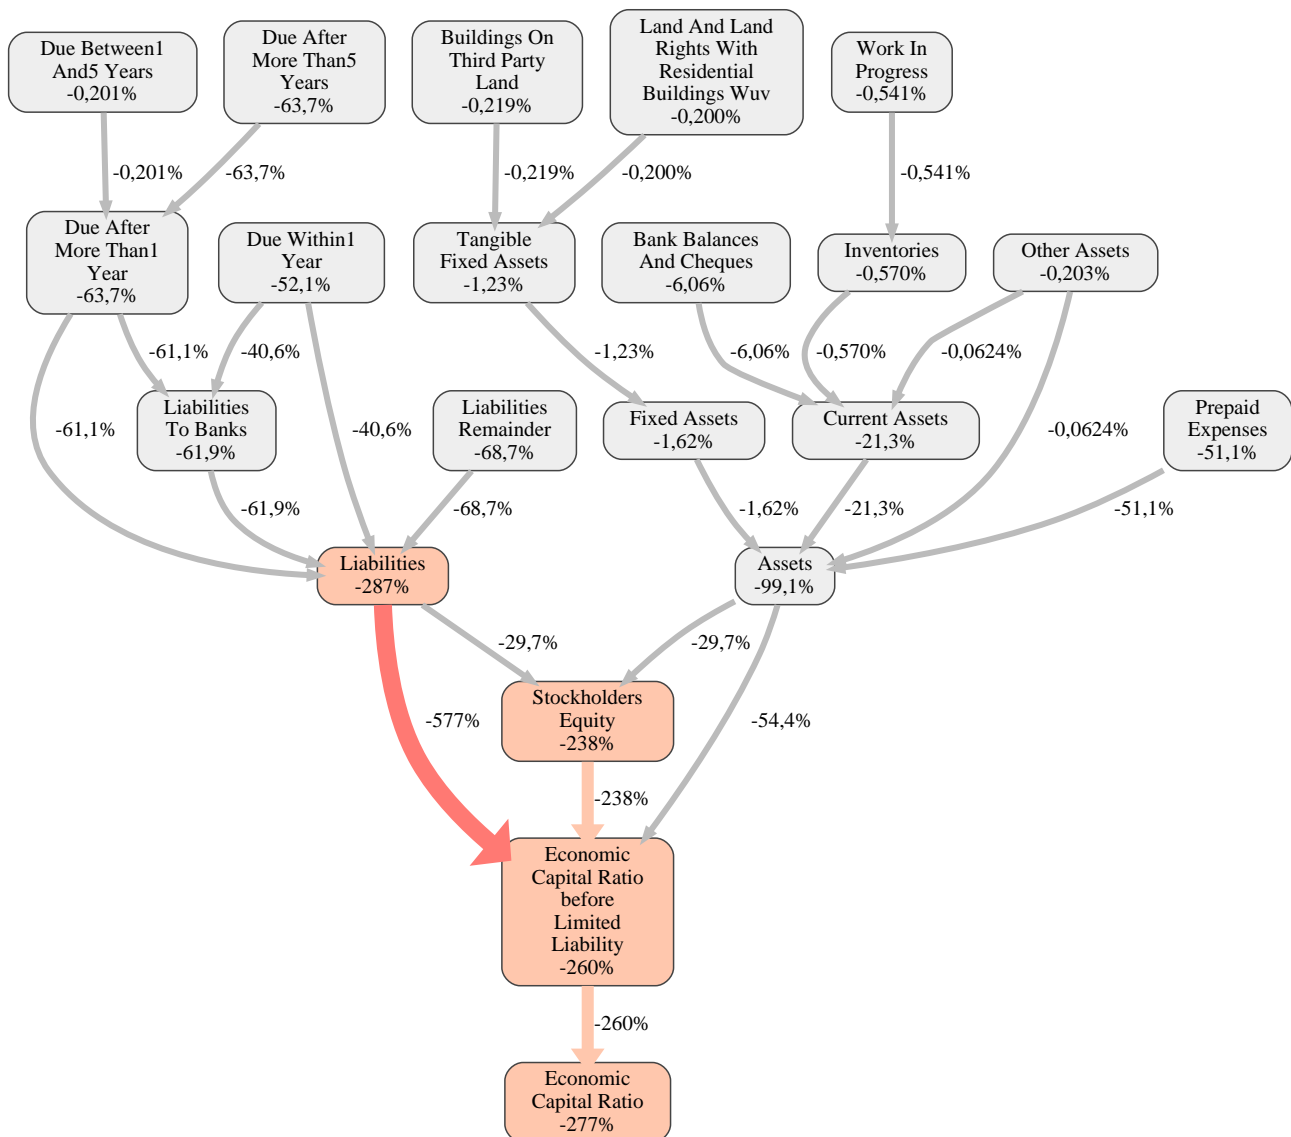 Due Between1
And5 Years
-0,201%
Due After
More Than5
Years
-63,7%
Buildings On
Third Party
Land
-0,219%
Land And Land
Rights With
Residential
Buildings Wuv
-0,200%
Work In
Progress
-0,541%
-0,201%
-63,7%
-0,219%
-0,200%
-0,541%
Due After
More Than1
Year
-63,7%
Due Within1
Year
-52,1%
Tangible
Fixed Assets
-1,23%
Bank Balances
And Cheques
-6,06%
Inventories
-0,570%
Other Assets
-0,203%
-61,1%
-40,6%
-1,23%
-6,06%
-0,570%
-0,0624%
-61,1%
Liabilities
To Banks
-61,9%
-40,6%
Liabilities
Remainder
-68,7%
Fixed Assets
-1,62%
Current Assets
-21,3%
-0,0624%
Prepaid
Expenses
-51,1%
-61,9%
-68,7%
-1,62%
-21,3%
-51,1%
Liabilities
-287%
Assets
-99,1%
-29,7%
-29,7%
-577%
Stockholders
Equity
-238%
-54,4%
-238%
Economic
Capital Ratio
before
Limited
Liability
-260%
-260%
Economic
Capital Ratio
-277%